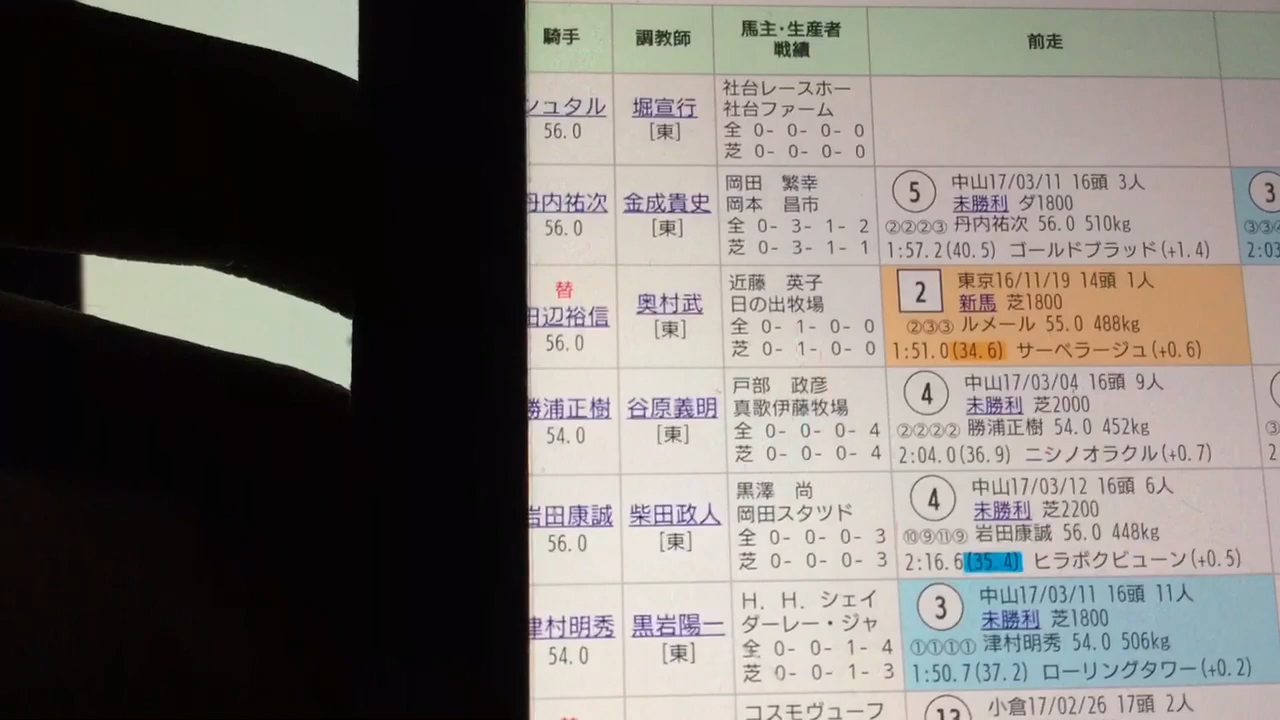 騎手 調教師 馬主・生産者 戦績 前走
シュタル 56.0
堀宣行 [東]
社台レースホー
社台ファーム
全 0- 0- 0- 0
芝 0- 0- 0- 0
丹内祐次 56.0
金成貴史 [東]
岡田 繁幸
岡本 昌市
全 0- 3- 1- 2
芝 0- 3- 1- 1
5 中山17/03/11 16頭 3人
未勝利 ダ1800
②②②③ 丹内祐次 56.0 510kg
1:57.2(40.5) ゴールドブラッド(+1.4)
3
2:03
替
田辺裕信 56.0
奥村武 [東]
近藤 英子
日の出牧場
全 0- 1- 0- 0
芝 0- 1- 0- 0
2 東京16/11/19 14頭 1人
新馬 芝1800
②③③ ルメール 55.0 488kg
1:51.0(34.6) サーベラージュ(+0.6)
勝浦正樹 54.0
谷原義明 [東]
戸部 政彦
真歌伊藤牧場
全 0- 0- 0- 4
芝 0- 0- 0- 4
4 中山17/03/04 16頭 9人
未勝利 芝2000
②②②② 勝浦正樹 54.0 452kg
2:04.0(36.9) ニシノオラクル(+0.7)
岩田康誠 56.0
柴田政人 [東]
黒澤 尚
岡田スタツド
全 0- 0- 0- 3
芝 0- 0- 0- 3
4 中山17/03/12 16頭 6人
未勝利 芝2200
⑩⑨⑪⑨ 岩田康誠 56.0 448kg
2:16.6(35.4) ヒラボクビューン(+0.5)
津村明秀 54.0
黒岩陽一 [東]
H. H. シェイ
ダーレー・ジャ
全 0- 0- 1- 4
芝 0- 0- 1- 3
3 中山17/03/11 16頭 11人
未勝利 芝1800
①①①① 津村明秀 54.0 506kg
1:50.7(37.2) ローリングタワー(+0.2)
コスモヴューフ
13 小倉17/02/26 17頭 2人